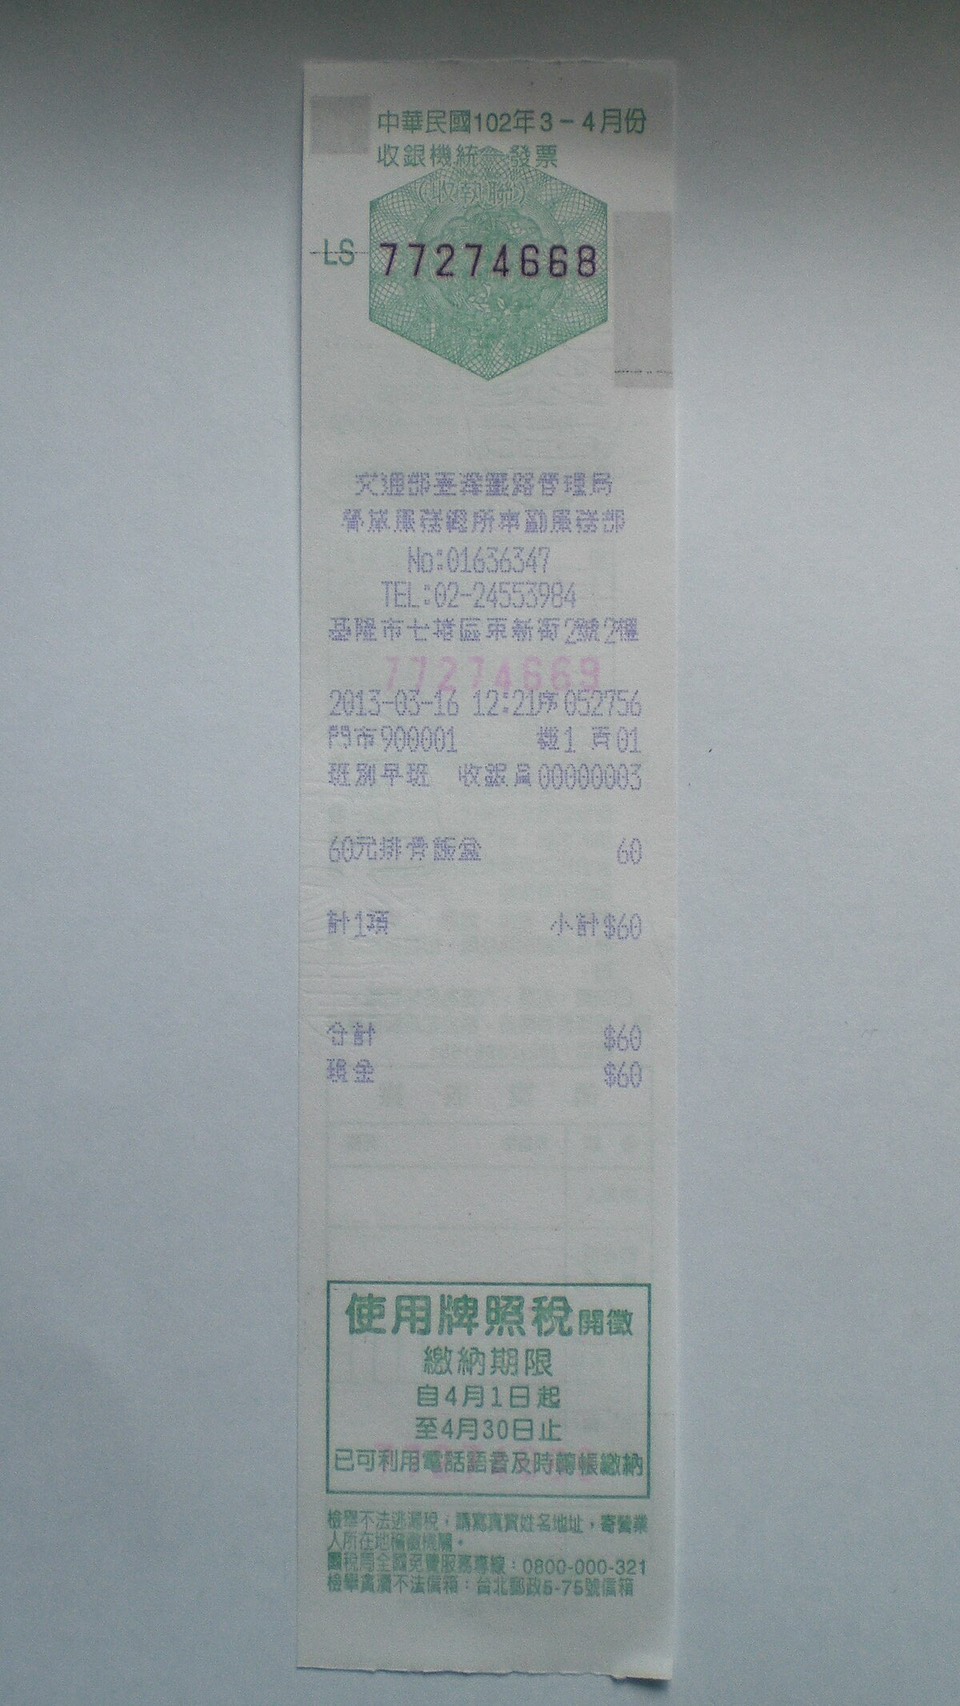 中華民國102年3－4月份
收銀機統一發票
(收執聯)
LS 77274668
交通部臺灣鐵路管理局
餐旅服務總所車勤服務部
No:01636347
TEL:02-24553984
基隆市七堵區東新街2號2樓
77274669
2013-03-16 12:21序052756
門市900001 機1 頁01
班別早班 收銀員00000003
60元排骨飯盒 60
計1項 小計$60
合計 $60
現金 $60
使用牌照稅開徵
繳納期限
自4月1日起
至4月30日止
已可利用電話語音及時轉帳繳納
檢舉不法逃漏稅，請寫真實姓名地址，寄營業
人所在地稽徵機關。
國稅局全國免費服務專線：0800-000-321
檢舉貪瀆不法信箱：台北郵政5-75號信箱